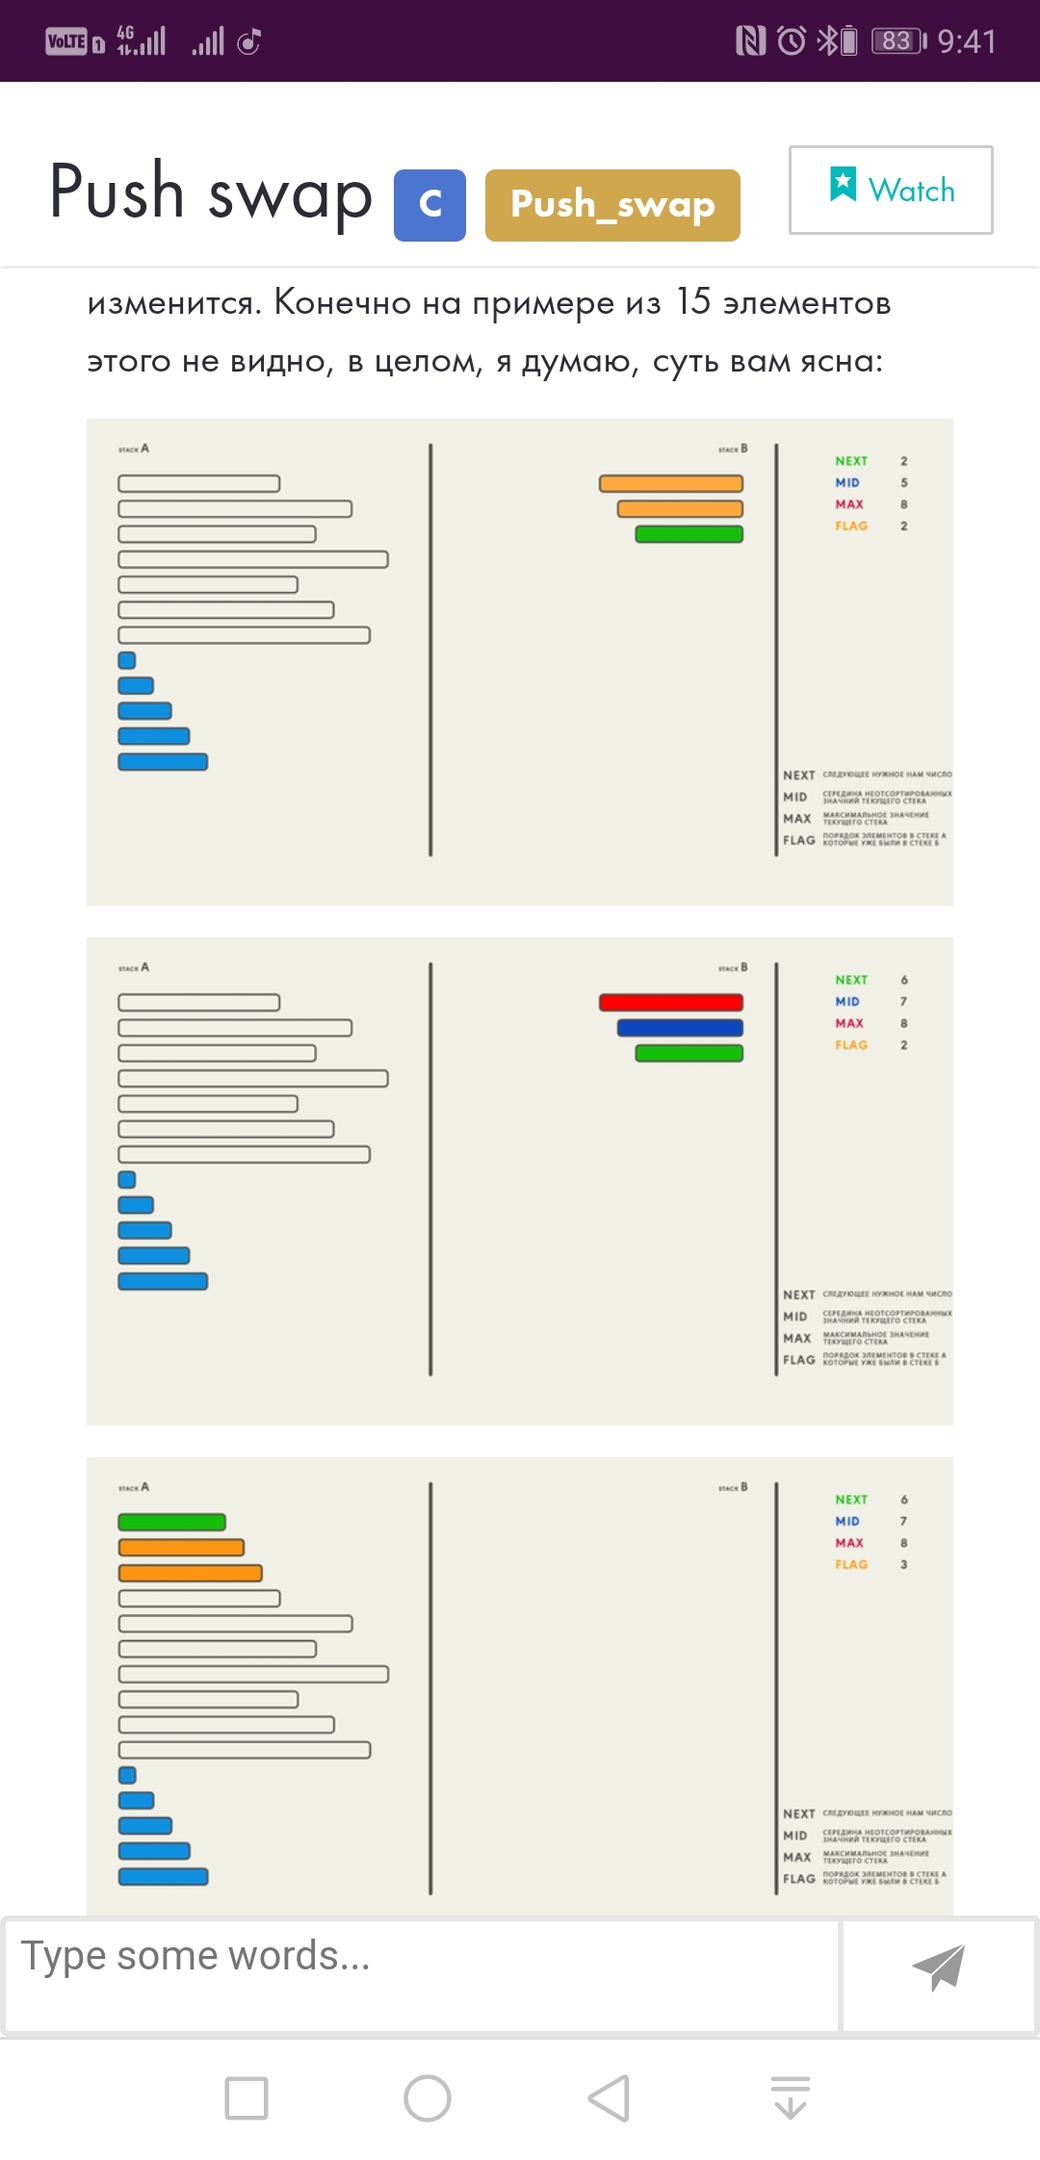 VoLTE 1 4G 83 9:41
Push swap C Push_swap Watch
изменится. Конечно на примере из 15 элементов
этого не видно, в целом, я думаю, суть вам ясна:
STACK A STACK B
NEXT 2
MID 5
MAX 8
FLAG 2
NEXT СЛЕДУЮЩЕЕ НУЖНОЕ НАМ ЧИСЛО
MID СЕРЕДИНА НЕОТСОРТИРОВАННЫХ
ЗНАЧНИЙ ТЕКУЩЕГО СТЕКА
MAX МАКСИМАЛЬНОЕ ЗНАЧЕНИЕ
ТЕКУЩЕГО СТЕКА
FLAG ПОРЯДОК ЭЛЕМЕНТОВ В СТЕКЕ А
КОТОРЫЕ УЖЕ БЫЛИ В СТЕКЕ Б
STACK A STACK B
NEXT 6
MID 7
MAX 8
FLAG 2
NEXT СЛЕДУЮЩЕЕ НУЖНОЕ НАМ ЧИСЛО
MID СЕРЕДИНА НЕОТСОРТИРОВАННЫХ
ЗНАЧНИЙ ТЕКУЩЕГО СТЕКА
MAX МАКСИМАЛЬНОЕ ЗНАЧЕНИЕ
ТЕКУЩЕГО СТЕКА
FLAG ПОРЯДОК ЭЛЕМЕНТОВ В СТЕКЕ А
КОТОРЫЕ УЖЕ БЫЛИ В СТЕКЕ Б
STACK A STACK B
NEXT 6
MID 7
MAX 8
FLAG 3
NEXT СЛЕДУЮЩЕЕ НУЖНОЕ НАМ ЧИСЛО
MID СЕРЕДИНА НЕОТСОРТИРОВАННЫХ
ЗНАЧНИЙ ТЕКУЩЕГО СТЕКА
MAX МАКСИМАЛЬНОЕ ЗНАЧЕНИЕ
ТЕКУЩЕГО СТЕКА
FLAG ПОРЯДОК ЭЛЕМЕНТОВ В СТЕКЕ А
КОТОРЫЕ УЖЕ БЫЛИ В СТЕКЕ Б
Type some words...